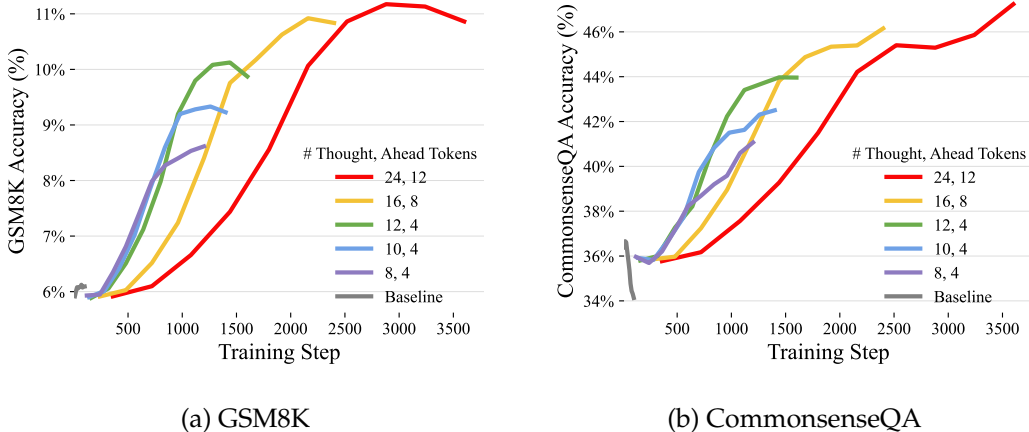 GSM8K Accuracy (%)
11%
10%
9%
8%
7%
6%
# Thought, Ahead Tokens
24, 12
16, 8
12, 4
10, 4
8, 4
Baseline
500 1000 1500 2000 2500 3000 3500
Training Step
(a) GSM8K
CommonsenseQA Accuracy (%)
46%
44%
42%
40%
38%
36%
34%
# Thought, Ahead Tokens
24, 12
16, 8
12, 4
10, 4
8, 4
Baseline
500 1000 1500 2000 2500 3000 3500
Training Step
(b) CommonsenseQA